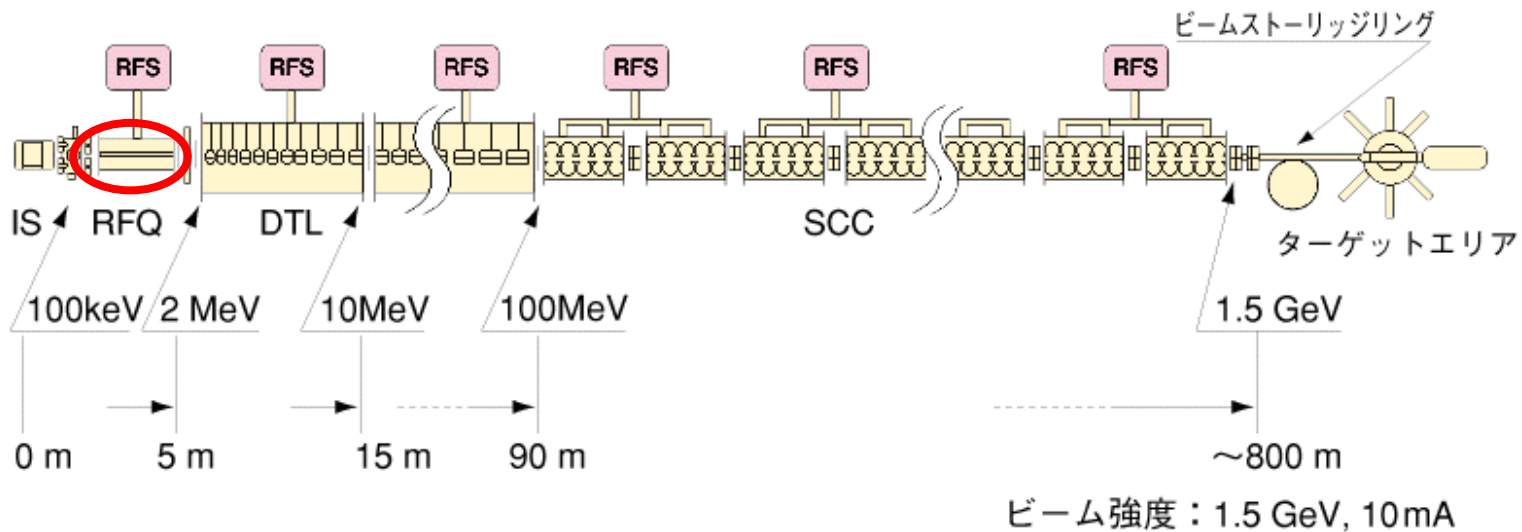 ビームストーリッジリング
RFS RFS RFS RFS RFS RFS
IS RFQ DTL SCC
ターゲットエリア
100keV 2 MeV 10MeV 100MeV 1.5 GeV
0 m 5 m 15 m 90 m ～800 m
ビーム強度：1.5 GeV, 10mA